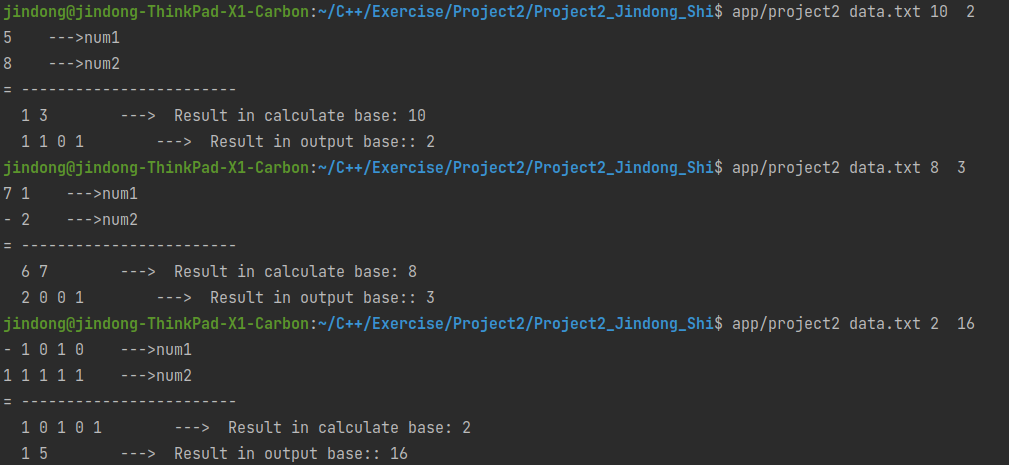 jindong@jindong-ThinkPad-X1-Carbon:~/C++/Exercise/Project2/Project2_Jindong_Shi$ app/project2 data.txt 10  2
5    --->num1
8    --->num2
= ------------------------
  1 3        --->  Result in calculate base: 10
  1 1 0 1        --->  Result in output base:: 2
jindong@jindong-ThinkPad-X1-Carbon:~/C++/Exercise/Project2/Project2_Jindong_Shi$ app/project2 data.txt 8  3
7 1    --->num1
- 2    --->num2
= ------------------------
  6 7        --->  Result in calculate base: 8
  2 0 0 1        --->  Result in output base:: 3
jindong@jindong-ThinkPad-X1-Carbon:~/C++/Exercise/Project2/Project2_Jindong_Shi$ app/project2 data.txt 2  16
- 1 0 1 0    --->num1
1 1 1 1 1    --->num2
= ------------------------
  1 0 1 0 1        --->  Result in calculate base: 2
  1 5        --->  Result in output base:: 16